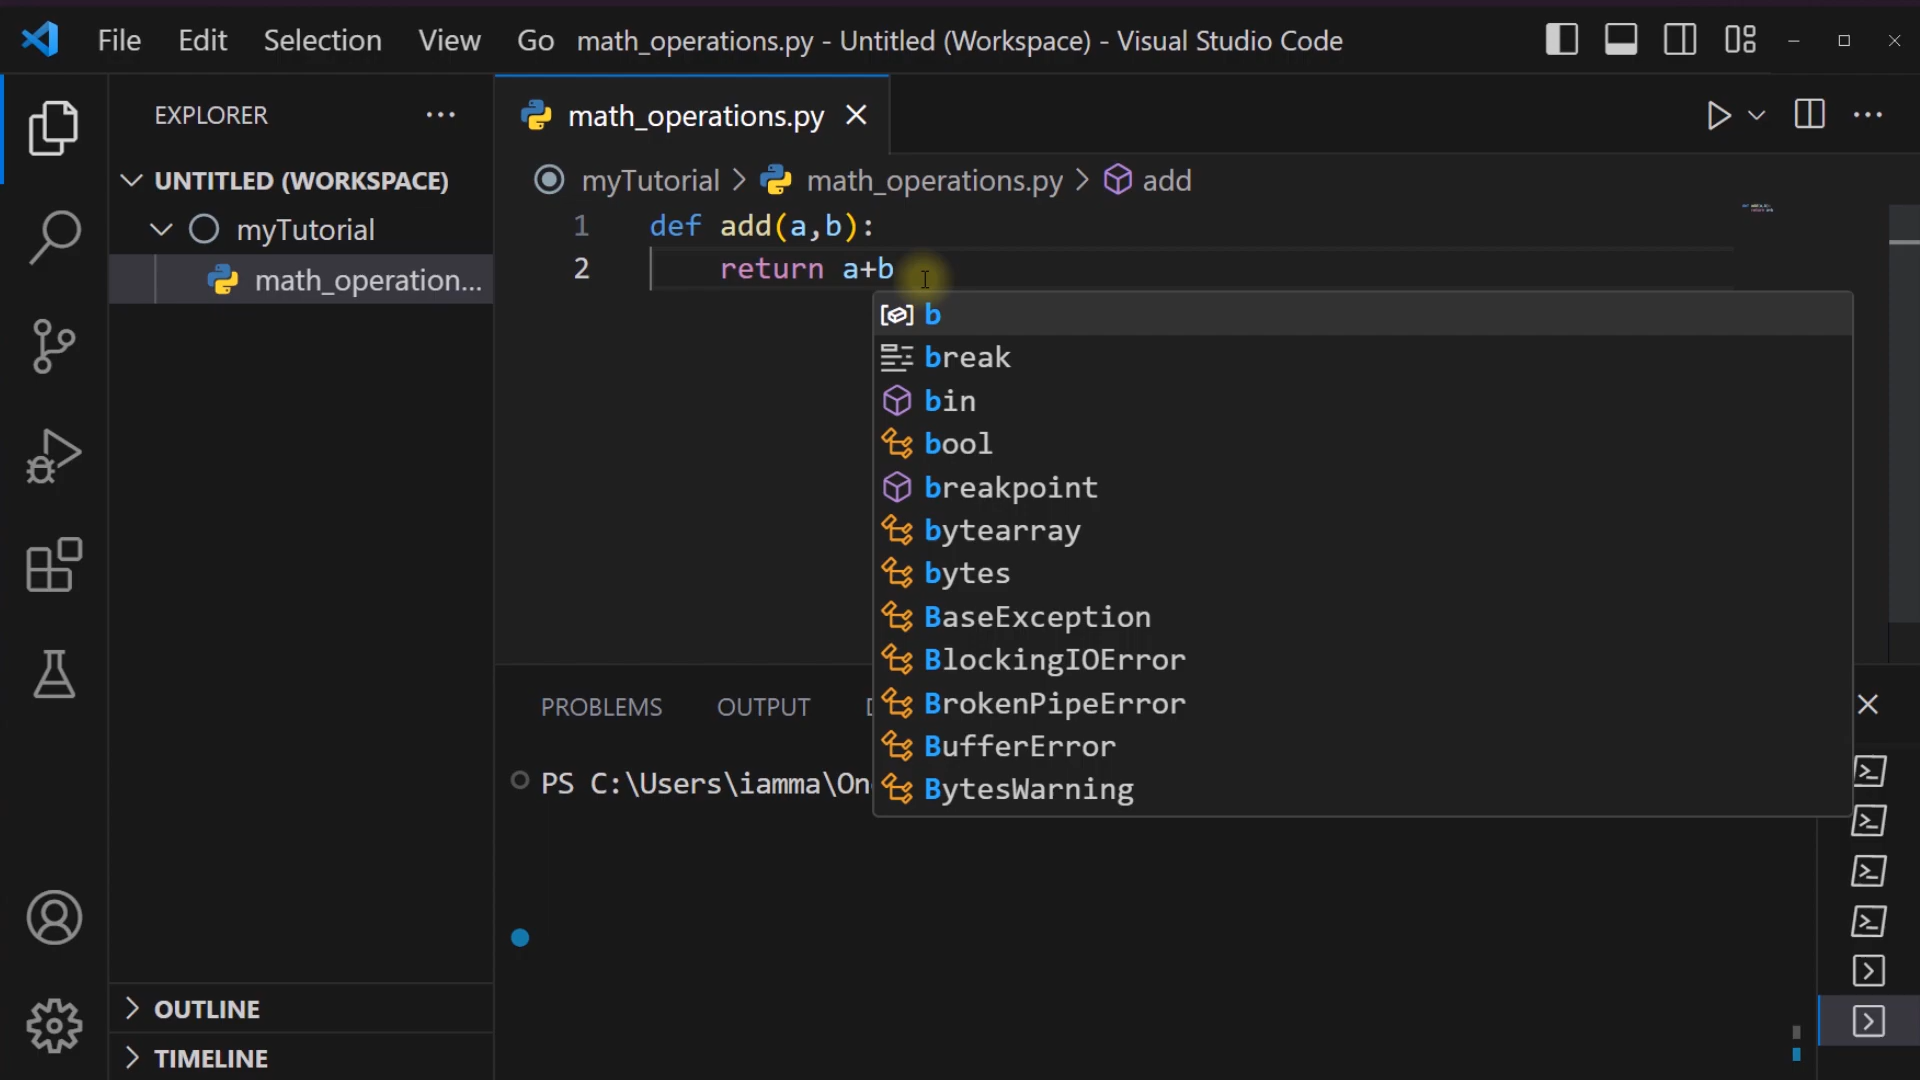 File Edit Selection View Go math_operations.py - Untitled (Workspace) - Visual Studio Code
EXPLORER ...
UNTITLED (WORKSPACE)
myTutorial
math_operation...
OUTLINE
TIMELINE
math_operations.py
myTutorial > math_operations.py > add
1 def add(a,b):
2 return a+b
b
break
bin
bool
breakpoint
bytearray
bytes
BaseException
BlockingIOError
BrokenPipeError
BufferError
BytesWarning
PROBLEMS OUTPUT
PS C:\Users\iamma\On